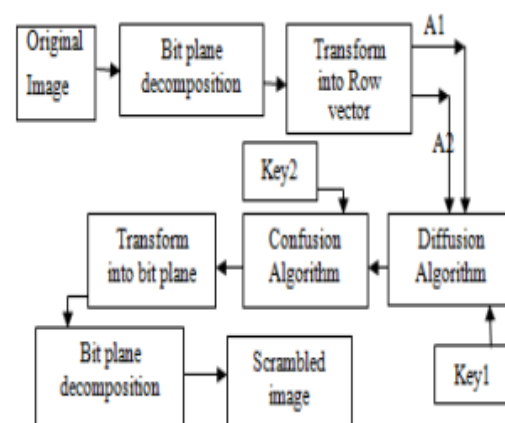 Original
Image
Bit plane
decomposition
Transform
into Row
vector
A1
A2
Key2
Transform
into bit plane
Confusion
Algorithm
Diffusion
Algorithm
Bit plane
decomposition
Scrambled
image
Key1